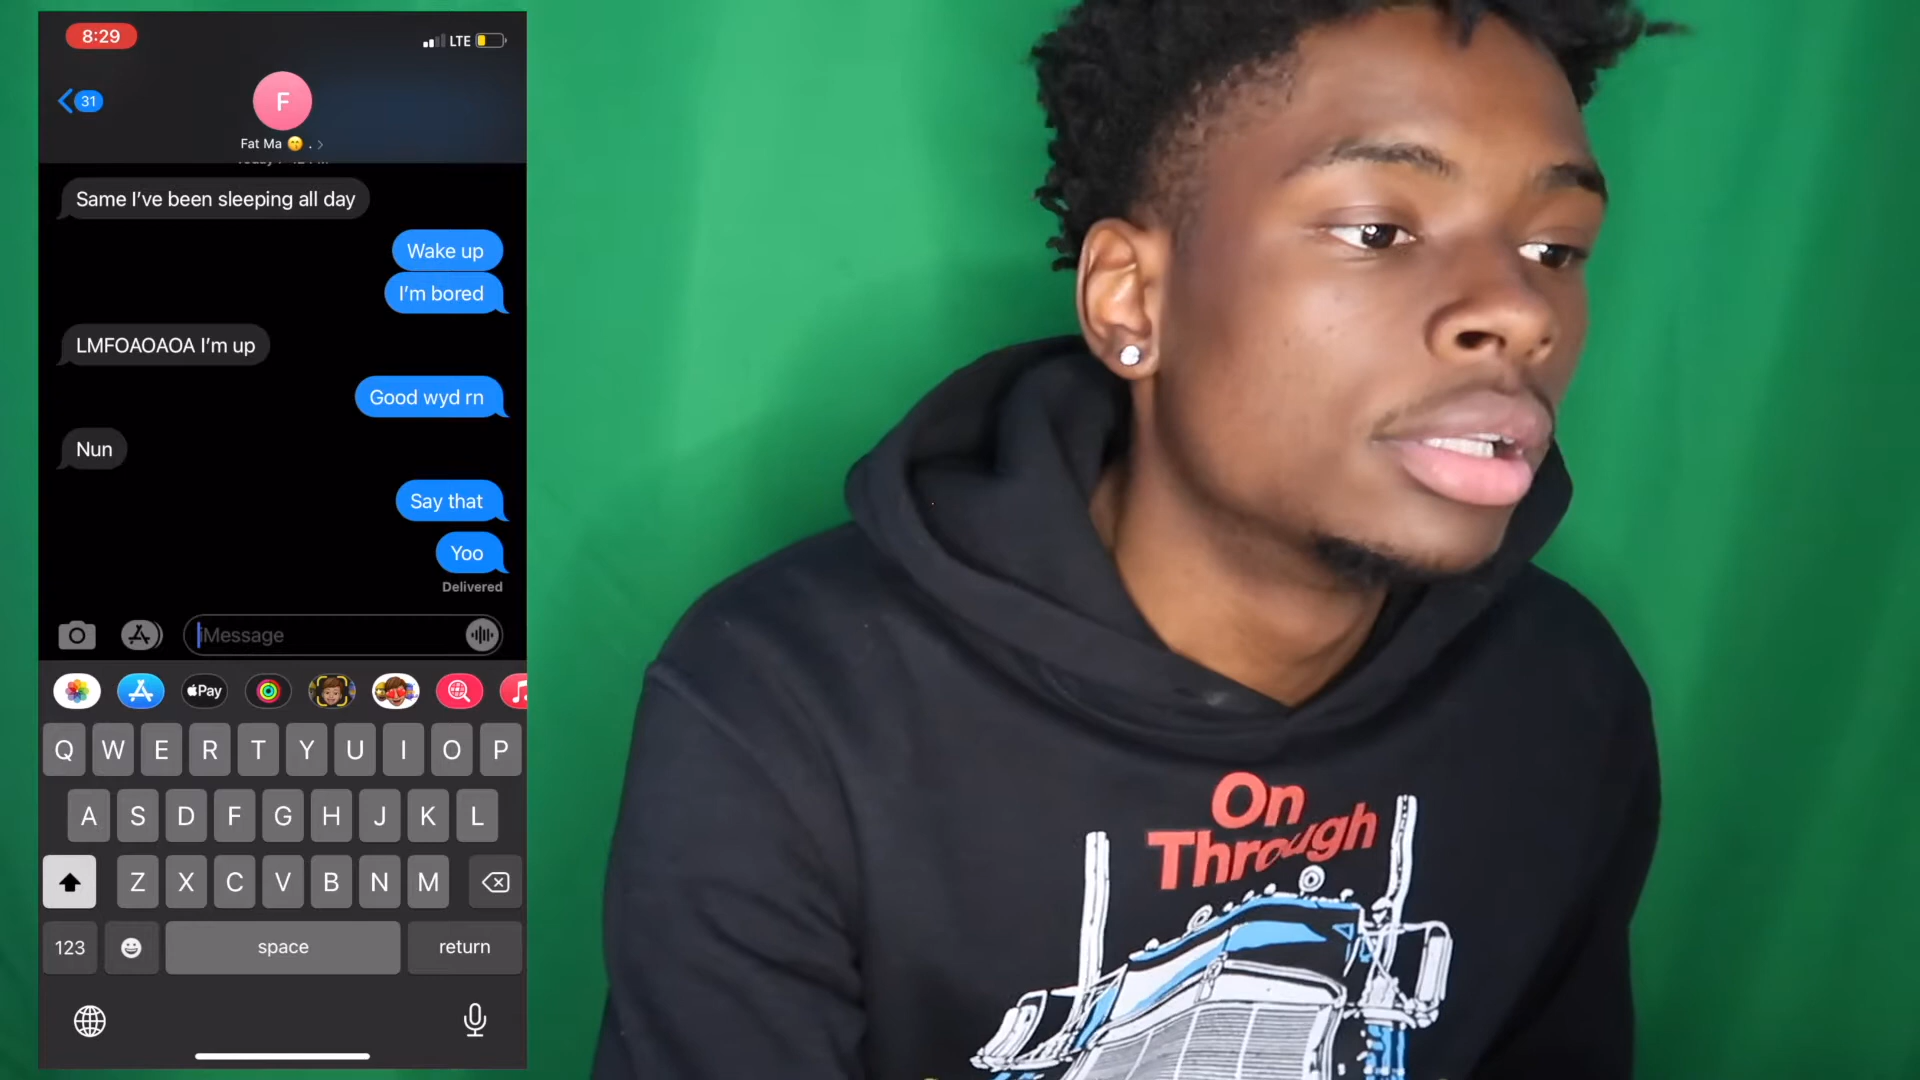 8:29
LTE
31
F
Fat Ma 😙 . >
Same I've been sleeping all day
Wake up
I'm bored
LMFOAOAOA I'm up
Good wyd rn
Nun
Say that
Yoo
Delivered
iMessage
Pay
Q W E R T Y U I O P
A S D F G H J K L
Z X C V B N M
123
space
return
On
Through